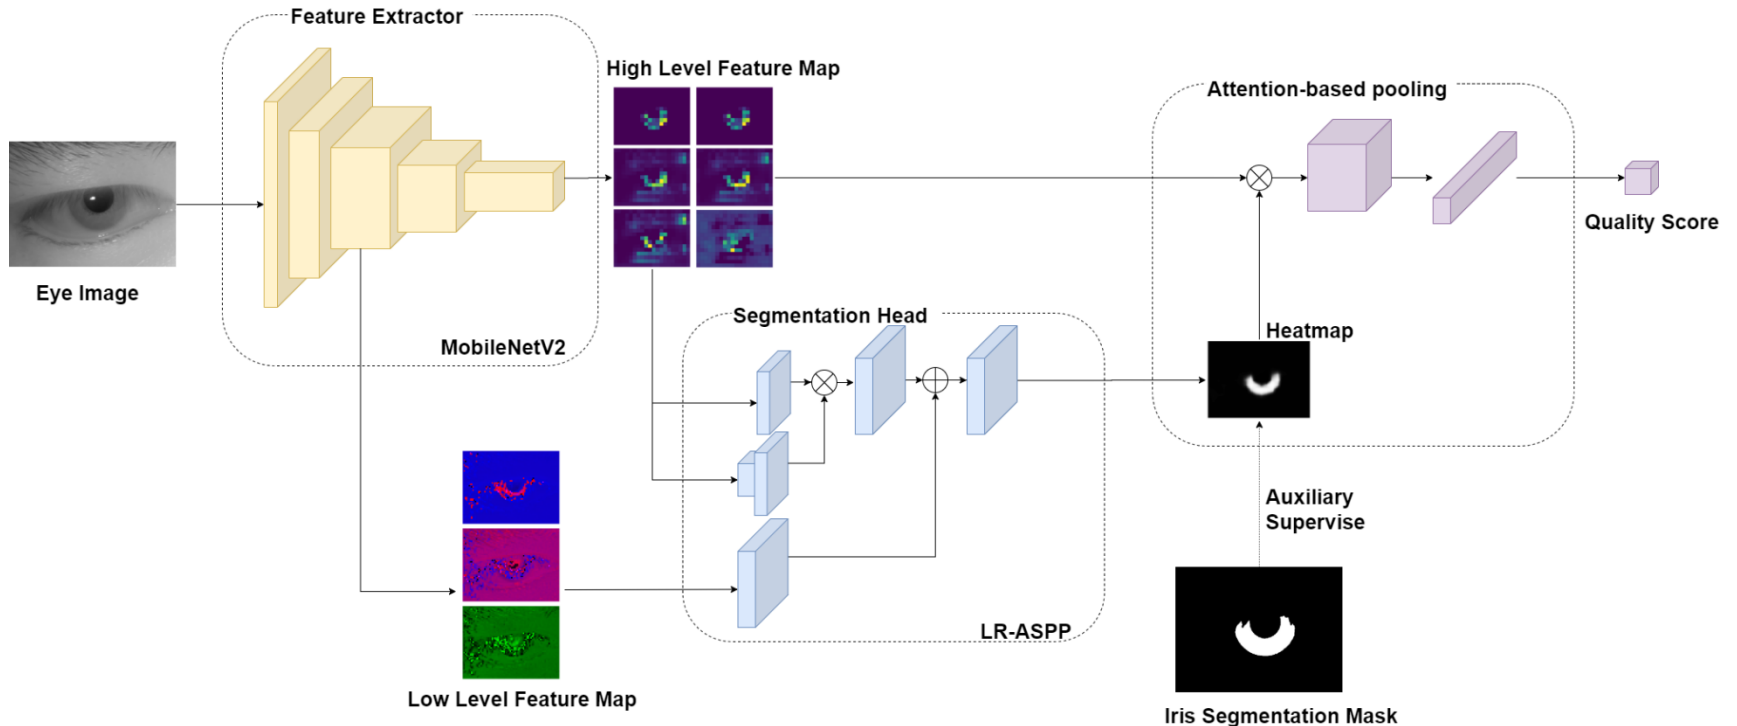 Feature Extractor
High Level Feature Map
Attention-based pooling
Eye Image
MobileNetV2
Quality Score
Segmentation Head
Heatmap
Auxiliary
Supervise
LR-ASPP
Low Level Feature Map
Iris Segmentation Mask